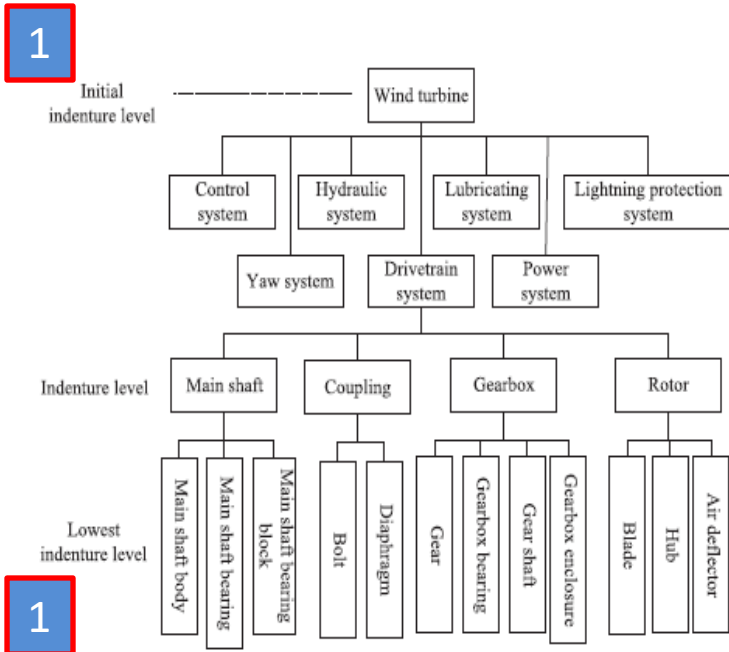 1
Initial
indenture level
Wind turbine
Control
system
Hydraulic
system
Lubricating
system
Lightning protection
system
Yaw system
Drivetrain
system
Power
system
Indenture level
Main shaft
Coupling
Gearbox
Rotor
Lowest
indenture level
Main shaft body
Main shaft bearing
Main shaft bearing
block
Bolt
Diaphragm
Gear
Gearbox bearing
Gear shaft
Gearbox enclosure
Blade
Hub
Air deflector
1